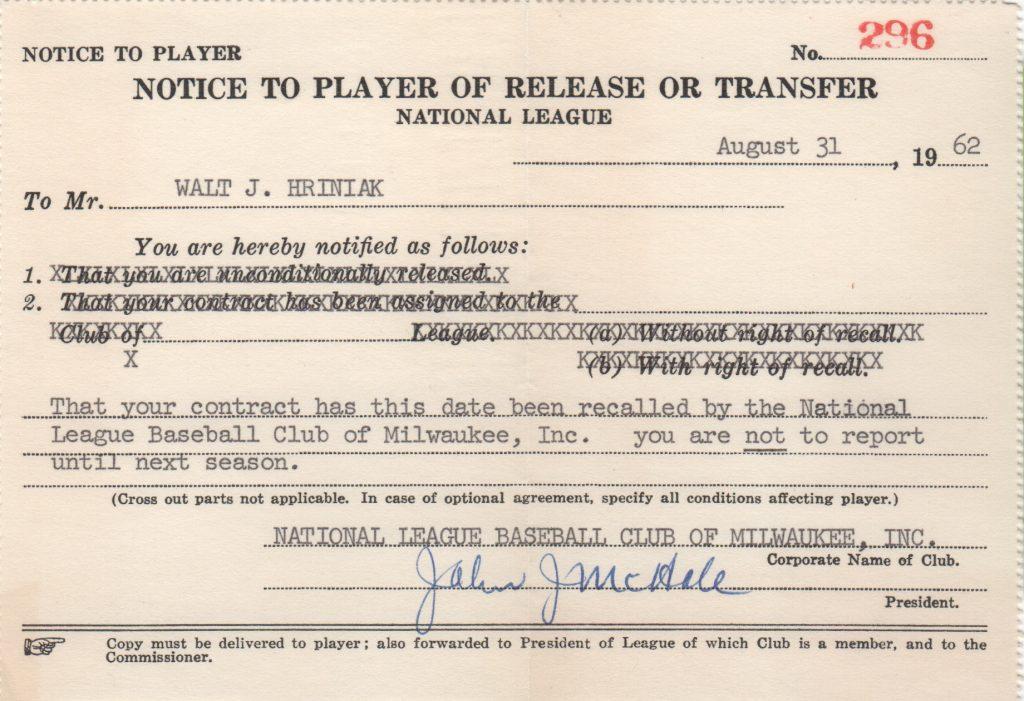 NOTICE TO PLAYER
No. 296
NOTICE TO PLAYER OF RELEASE OR TRANSFER
NATIONAL LEAGUE
August 31, 19 62
To Mr. WALT J. HRINIAK
You are hereby notified as follows:
1. That you are unconditionally released.
2. That your contract has been assigned to the
Club of League. (a) Without right of recall.
(b) With right of recall.
That your contract has this date been recalled by the National
League Baseball Club of Milwaukee, Inc. you are not to report
until next season.
(Cross out parts not applicable. In case of optional agreement, specify all conditions affecting player.)
NATIONAL LEAGUE BASEBALL CLUB OF MILWAUKEE, INC.
Corporate Name of Club.
John J McHale
President.
Copy must be delivered to player; also forwarded to President of League of which Club is a member, and to the
Commissioner.